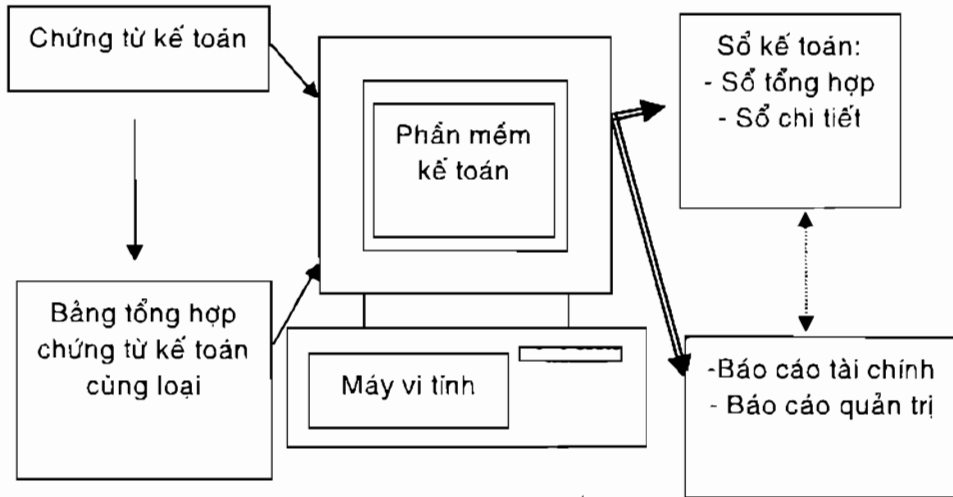 Chứng từ kế toán
Phần mềm
kế toán
Sổ kế toán:
- Sổ tổng hợp
- Sổ chi tiết
Bảng tổng hợp
chứng từ kế toán
cùng loại
Máy vi tính
-Báo cáo tài chính
- Báo cáo quản trị